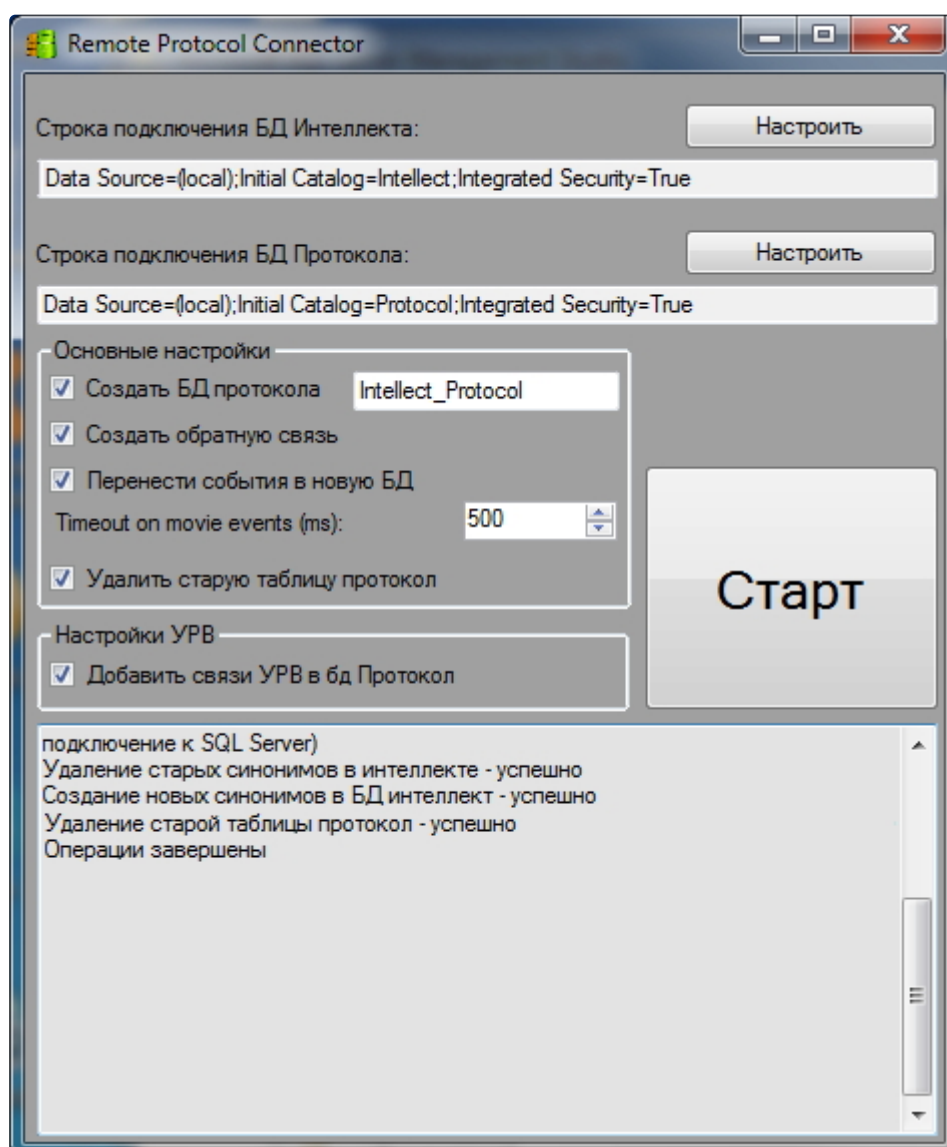 Remote Protocol Connector
Строка подключения БД Интеллекта:
Настроить
Data Source=(local);Initial Catalog=Intellect;Integrated Security=True
Строка подключения БД Протокола:
Настроить
Data Source=(local);Initial Catalog=Protocol;Integrated Security=True
Основные настройки
Создать БД протокола
Intellect_Protocol
Создать обратную связь
Перенести события в новую БД
Timeout on movie events (ms):
500
Удалить старую таблицу протокол
Старт
Настройки УРВ
Добавить связи УРВ в бд Протокол
подключение к SQL Server)
Удаление старых синонимов в интеллекте - успешно
Создание новых синонимов в БД интеллект - успешно
Удаление старой таблицы протокол - успешно
Операции завершены